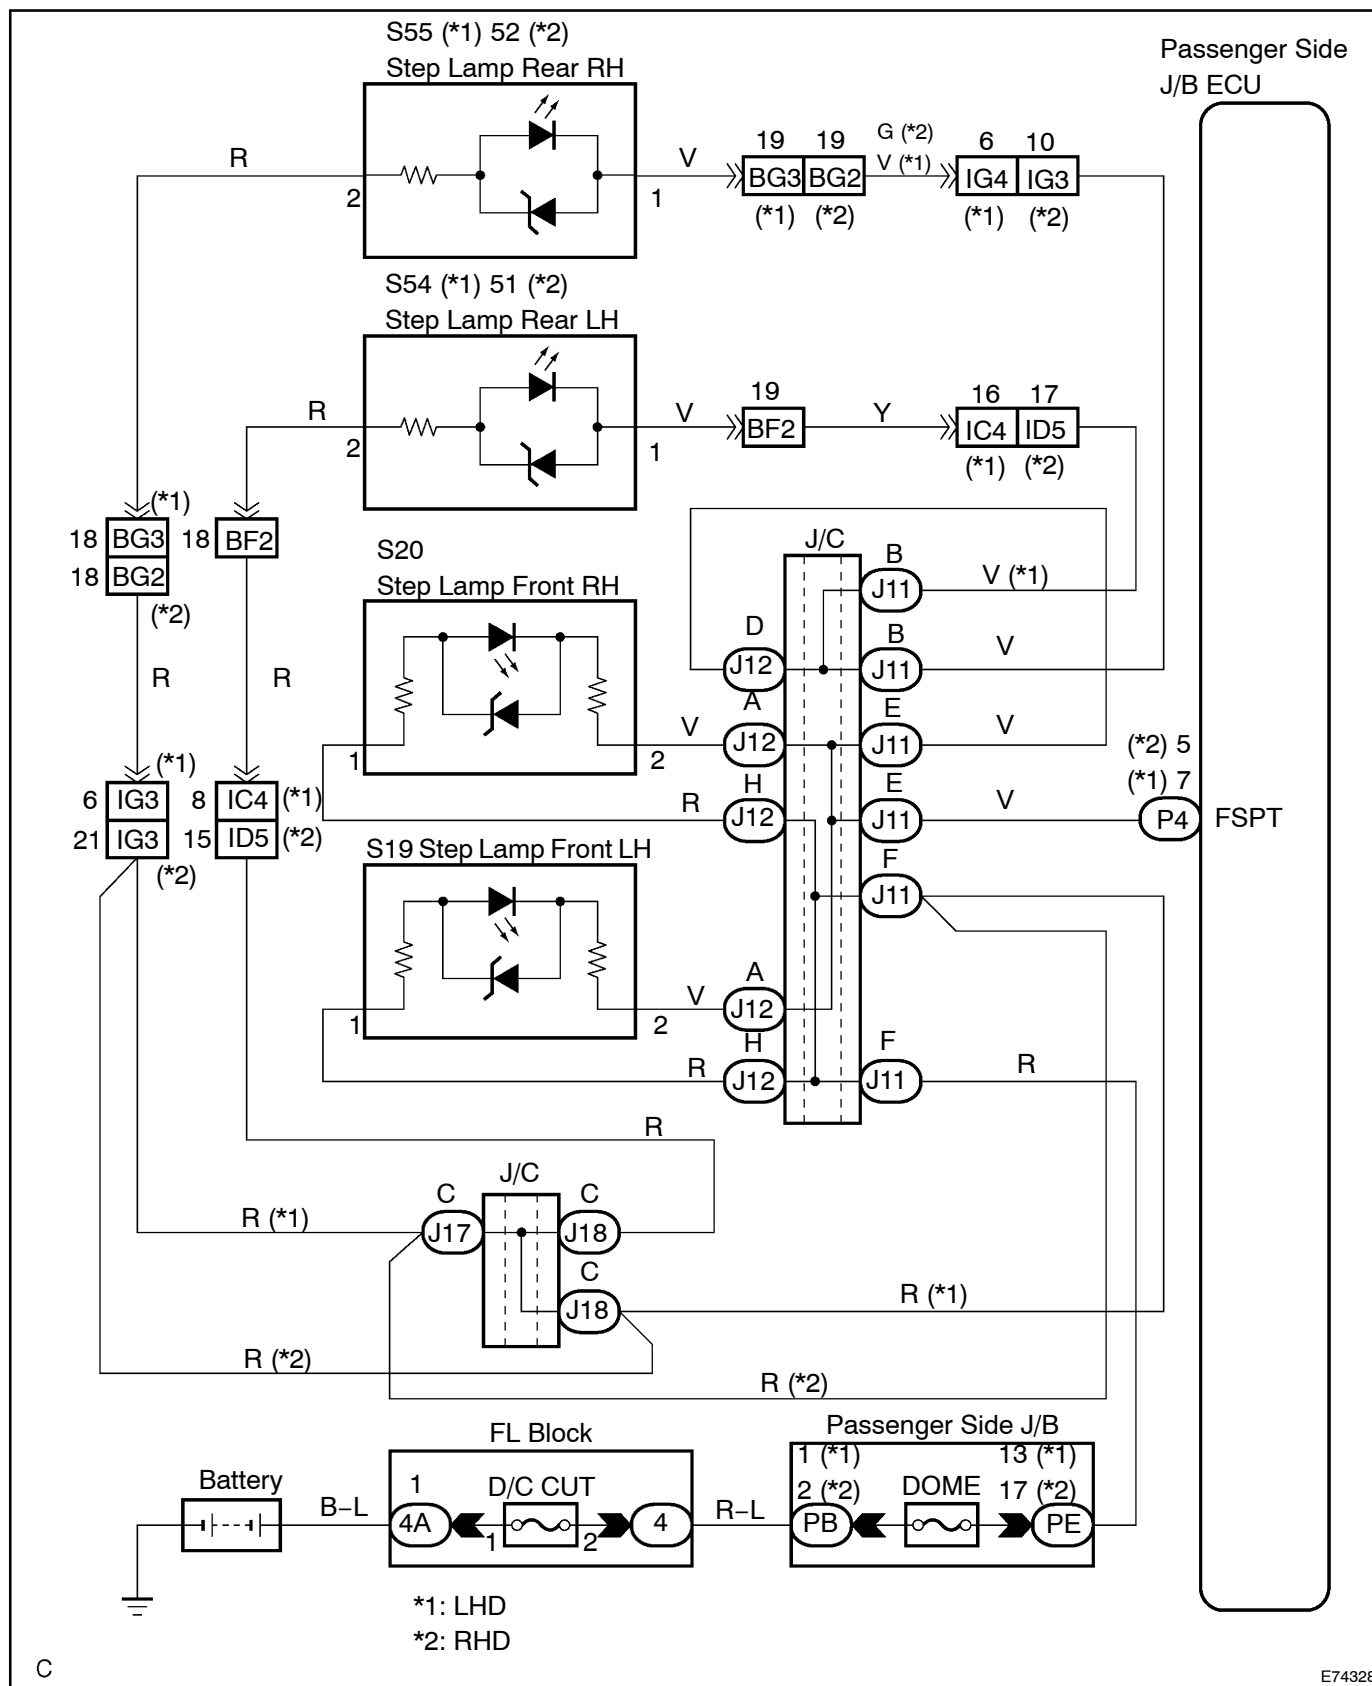 S55 (*1) 52 (*2)
Step Lamp Rear RH
Passenger Side
J/B ECU
R
2
V
1
19 19
BG3 BG2
(*1) (*2)
G (*2)
V (*1)
6 10
IG4 IG3
(*1) (*2)
S54 (*1) 51 (*2)
Step Lamp Rear LH
R
2
V
1
19
BF2
Y
16 17
IC4 ID5
(*1) (*2)
(*1)
18 BG3
18 BG2
(*2)
18 BF2
R
R
S20
Step Lamp Front RH
1
2
V
R
J/C
D
J12
A
J12
H
J12
B
J11
V (*1)
B
J11
V
E
J11
V
E
J11
V
F
J11
(*2) 5
(*1) 7
P4
FSPT
(*1)
6 IG3
21 IG3
(*2)
8 IC4 (*1)
15 ID5 (*2)
S19 Step Lamp Front LH
1
2
V
R
A
J12
H
J12
F
J11
R
R
J/C
C
J17
C
J18
C
J18
R (*1)
R (*1)
R (*2)
R (*2)
Battery
B–L
FL Block
1
4A
D/C CUT
1
2
4
R–L
Passenger Side J/B
1 (*1)
2 (*2)
PB
DOME
13 (*1)
17 (*2)
PE
*1: LHD
*2: RHD
C
E74328